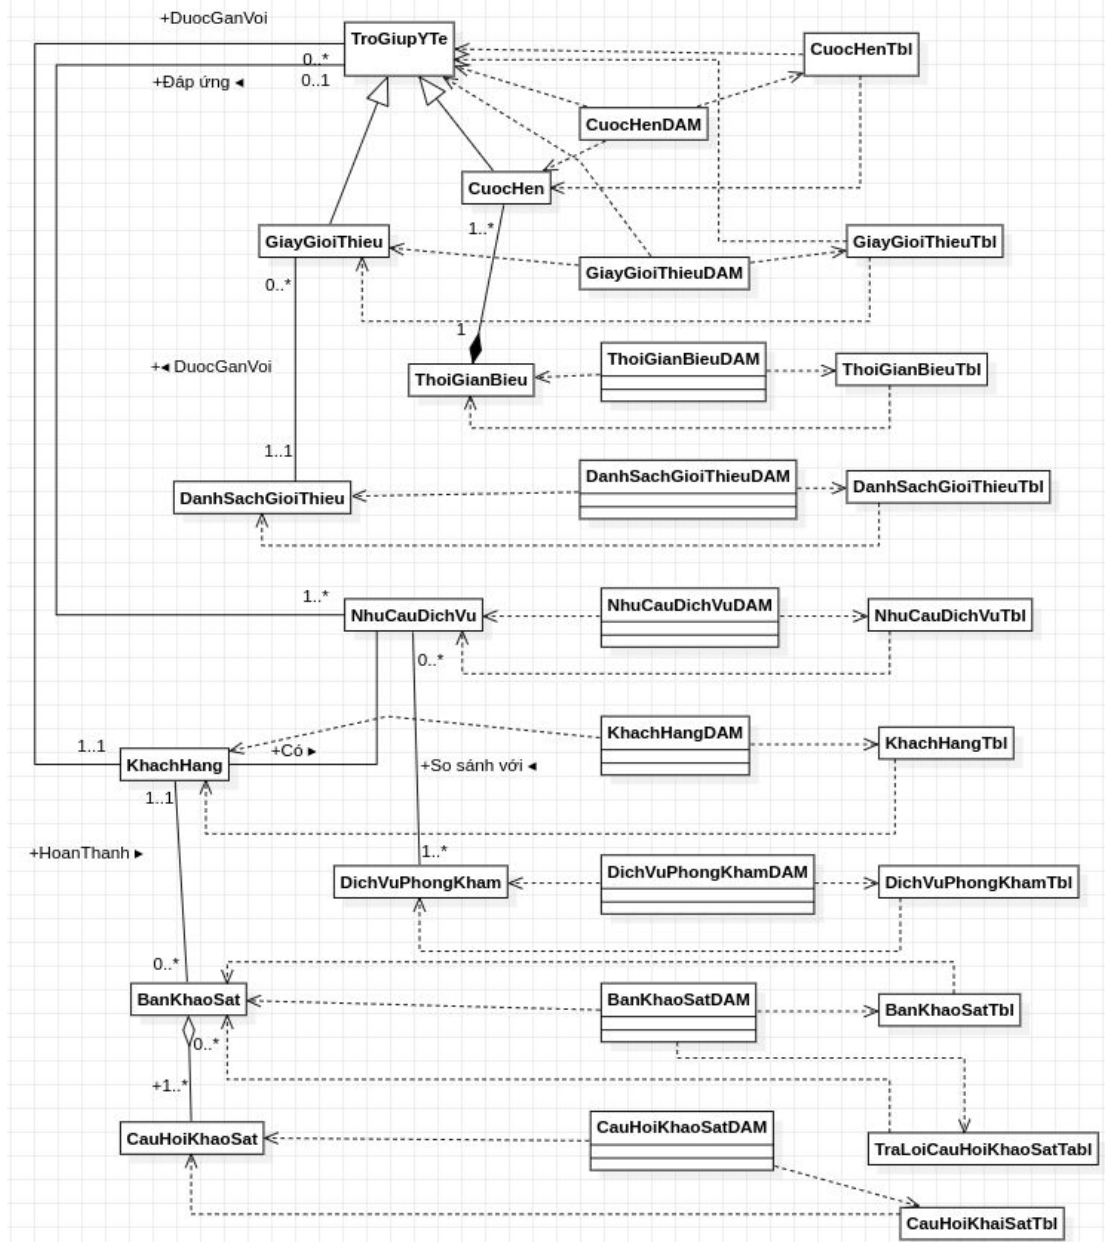 +DuocGanVoi
TroGiupYTe
CuocHenTbl
0..*
+Đáp ứng ◂
0..1
CuocHenDAM
CuocHen
1..*
GiayGioiThieu
GiayGioiThieuTbl
GiayGioiThieuDAM
0..*
1
ThoiGianBieuDAM
+◂ DuocGanVoi
ThoiGianBieu
ThoiGianBieuTbl
1..1
DanhSachGioiThieuDAM
DanhSachGioiThieu
DanhSachGioiThieuTbl
1..*
NhuCauDichVuDAM
NhuCauDichVu
NhuCauDichVuTbl
0..*
KhachHangDAM
KhachHangTbl
1..1
+Có ▸
KhachHang
+So sánh với ◂
1..1
+HoanThanh ▸
1..*
DichVuPhongKhamDAM
DichVuPhongKham
DichVuPhongKhamTbl
0..*
BanKhaoSat
BanKhaoSatDAM
BanKhaoSatTbl
0..*
+1..*
CauHoiKhaoSatDAM
CauHoiKhaoSat
TraLoiCauHoiKhaoSatTabl
CauHoiKhaiSatTbl